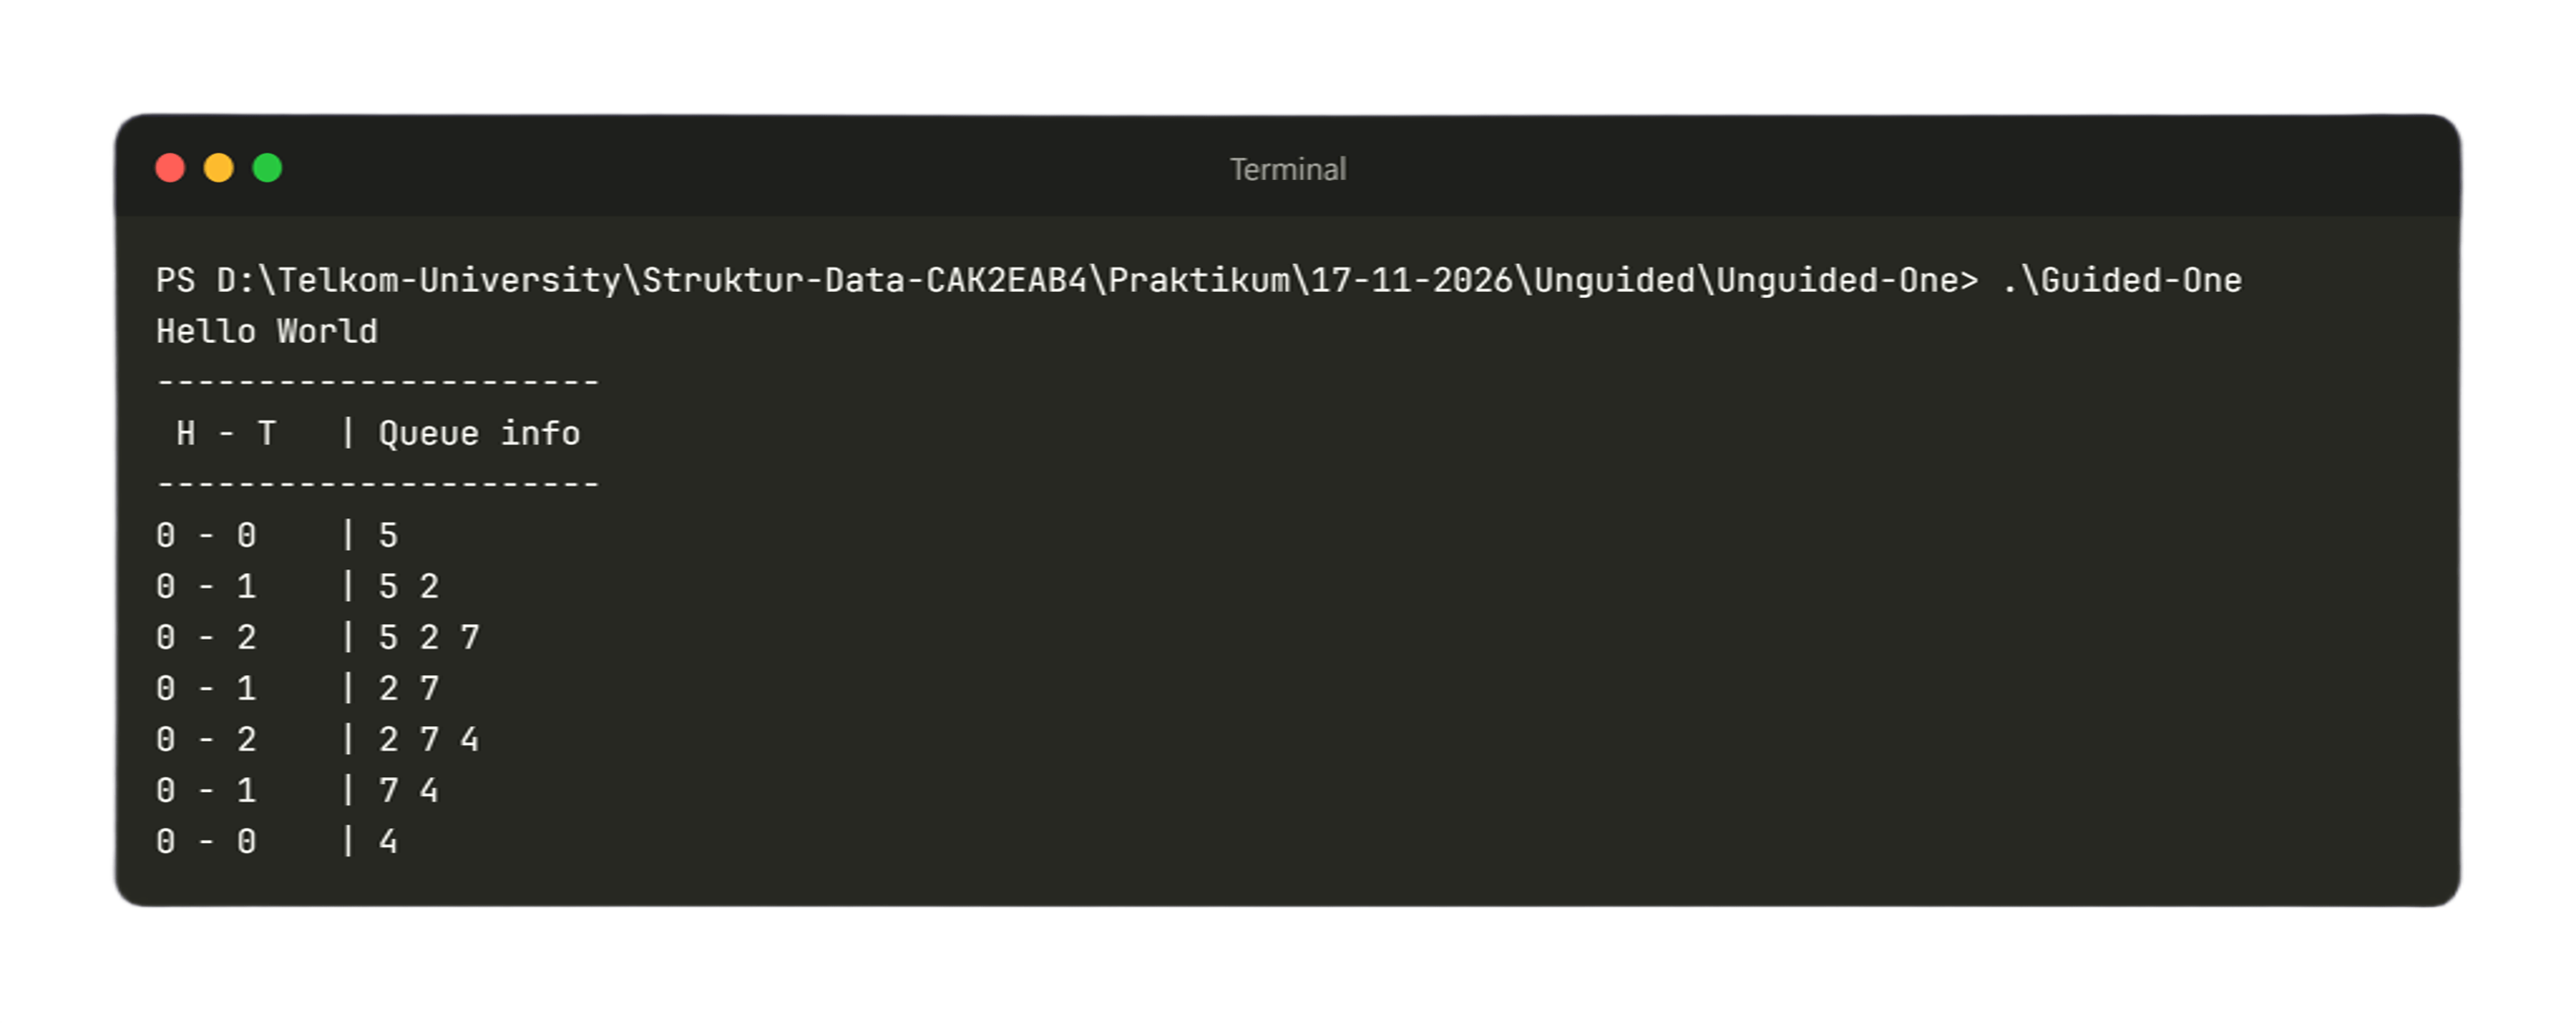 Terminal
PS D:\Telkom-University\Struktur-Data-CAK2EAB4\Praktikum\17-11-2026\Unguided\Unguided-One> .\Guided-One
Hello World
----------------------
 H - T   | Queue info
----------------------
0 - 0    | 5
0 - 1    | 5 2
0 - 2    | 5 2 7
0 - 1    | 2 7
0 - 2    | 2 7 4
0 - 1    | 7 4
0 - 0    | 4